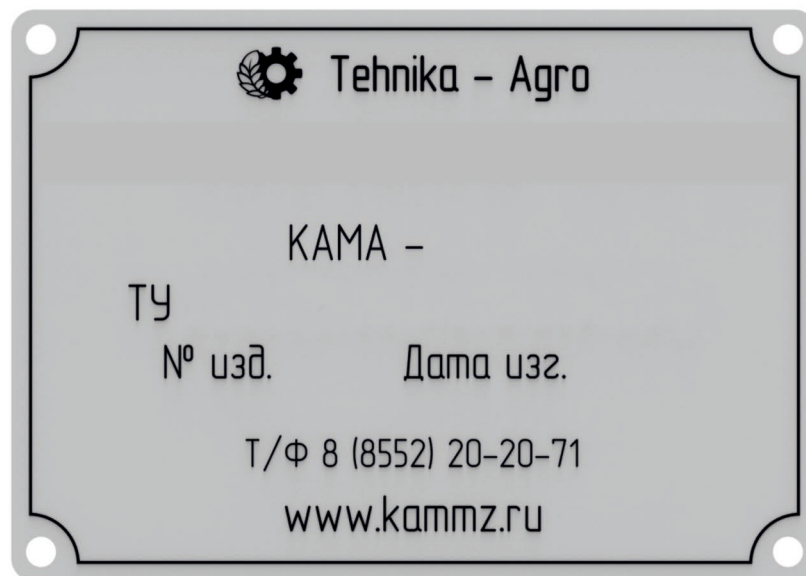 Tehnika - Agro
КАМА -
ТУ
№ изд. Дата изг.
Т/Ф 8 (8552) 20-20-71
www.kammz.ru